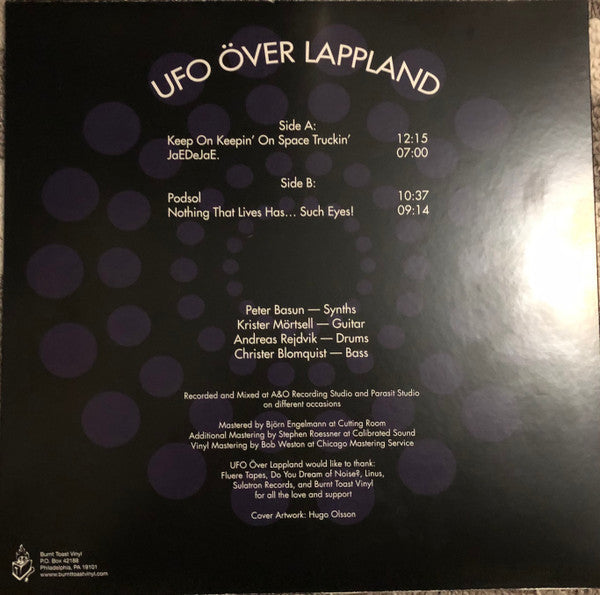 UFO ÖVER LAPPLAND
Side A:
Keep On Keepin' On Space Truckin' 12:15
JaEDeJaE. 07:00
Side B:
Podsol 10:37
Nothing That Lives Has... Such Eyes! 09:14
Peter Basun — Synths
Krister Mörtsell — Guitar
Andreas Rejdvik — Drums
Christer Blomquist — Bass
Recorded and Mixed at A&O Recording Studio and Parasit Studio
on different occasions
Mastered by Björn Engelmann at Cutting Room
Additional Mastering by Stephen Roessner at Calibrated Sound
Vinyl Mastering by Bob Weston at Chicago Mastering Service
UFO Över Lappland would like to thank:
Fluere Tapes, Do You Dream of Noise?, Linus,
Sulatron Records, and Burnt Toast Vinyl
for all the love and support
Cover Artwork: Hugo Olsson
Burnt Toast Vinyl
P.O. Box 42188
Philadelphia, PA 19101
www.burnttoastvinyl.com